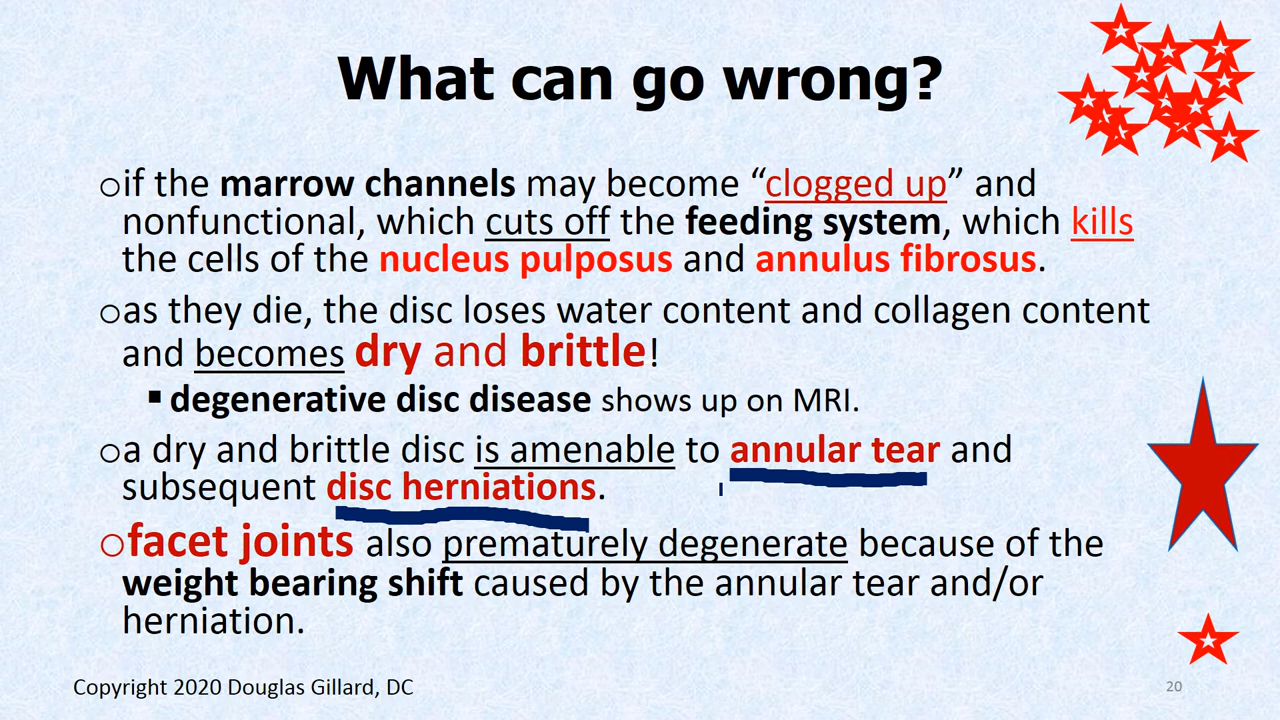 What can go wrong?
○if the marrow channels may become “clogged up” and
nonfunctional, which cuts off the feeding system, which kills
the cells of the nucleus pulposus and annulus fibrosus.
○as they die, the disc loses water content and collagen content
and becomes dry and brittle!
▪ degenerative disc disease shows up on MRI.
○a dry and brittle disc is amenable to annular tear and
subsequent disc herniations.
○facet joints also prematurely degenerate because of the
weight bearing shift caused by the annular tear and/or
herniation.
Copyright 2020 Douglas Gillard, DC
20